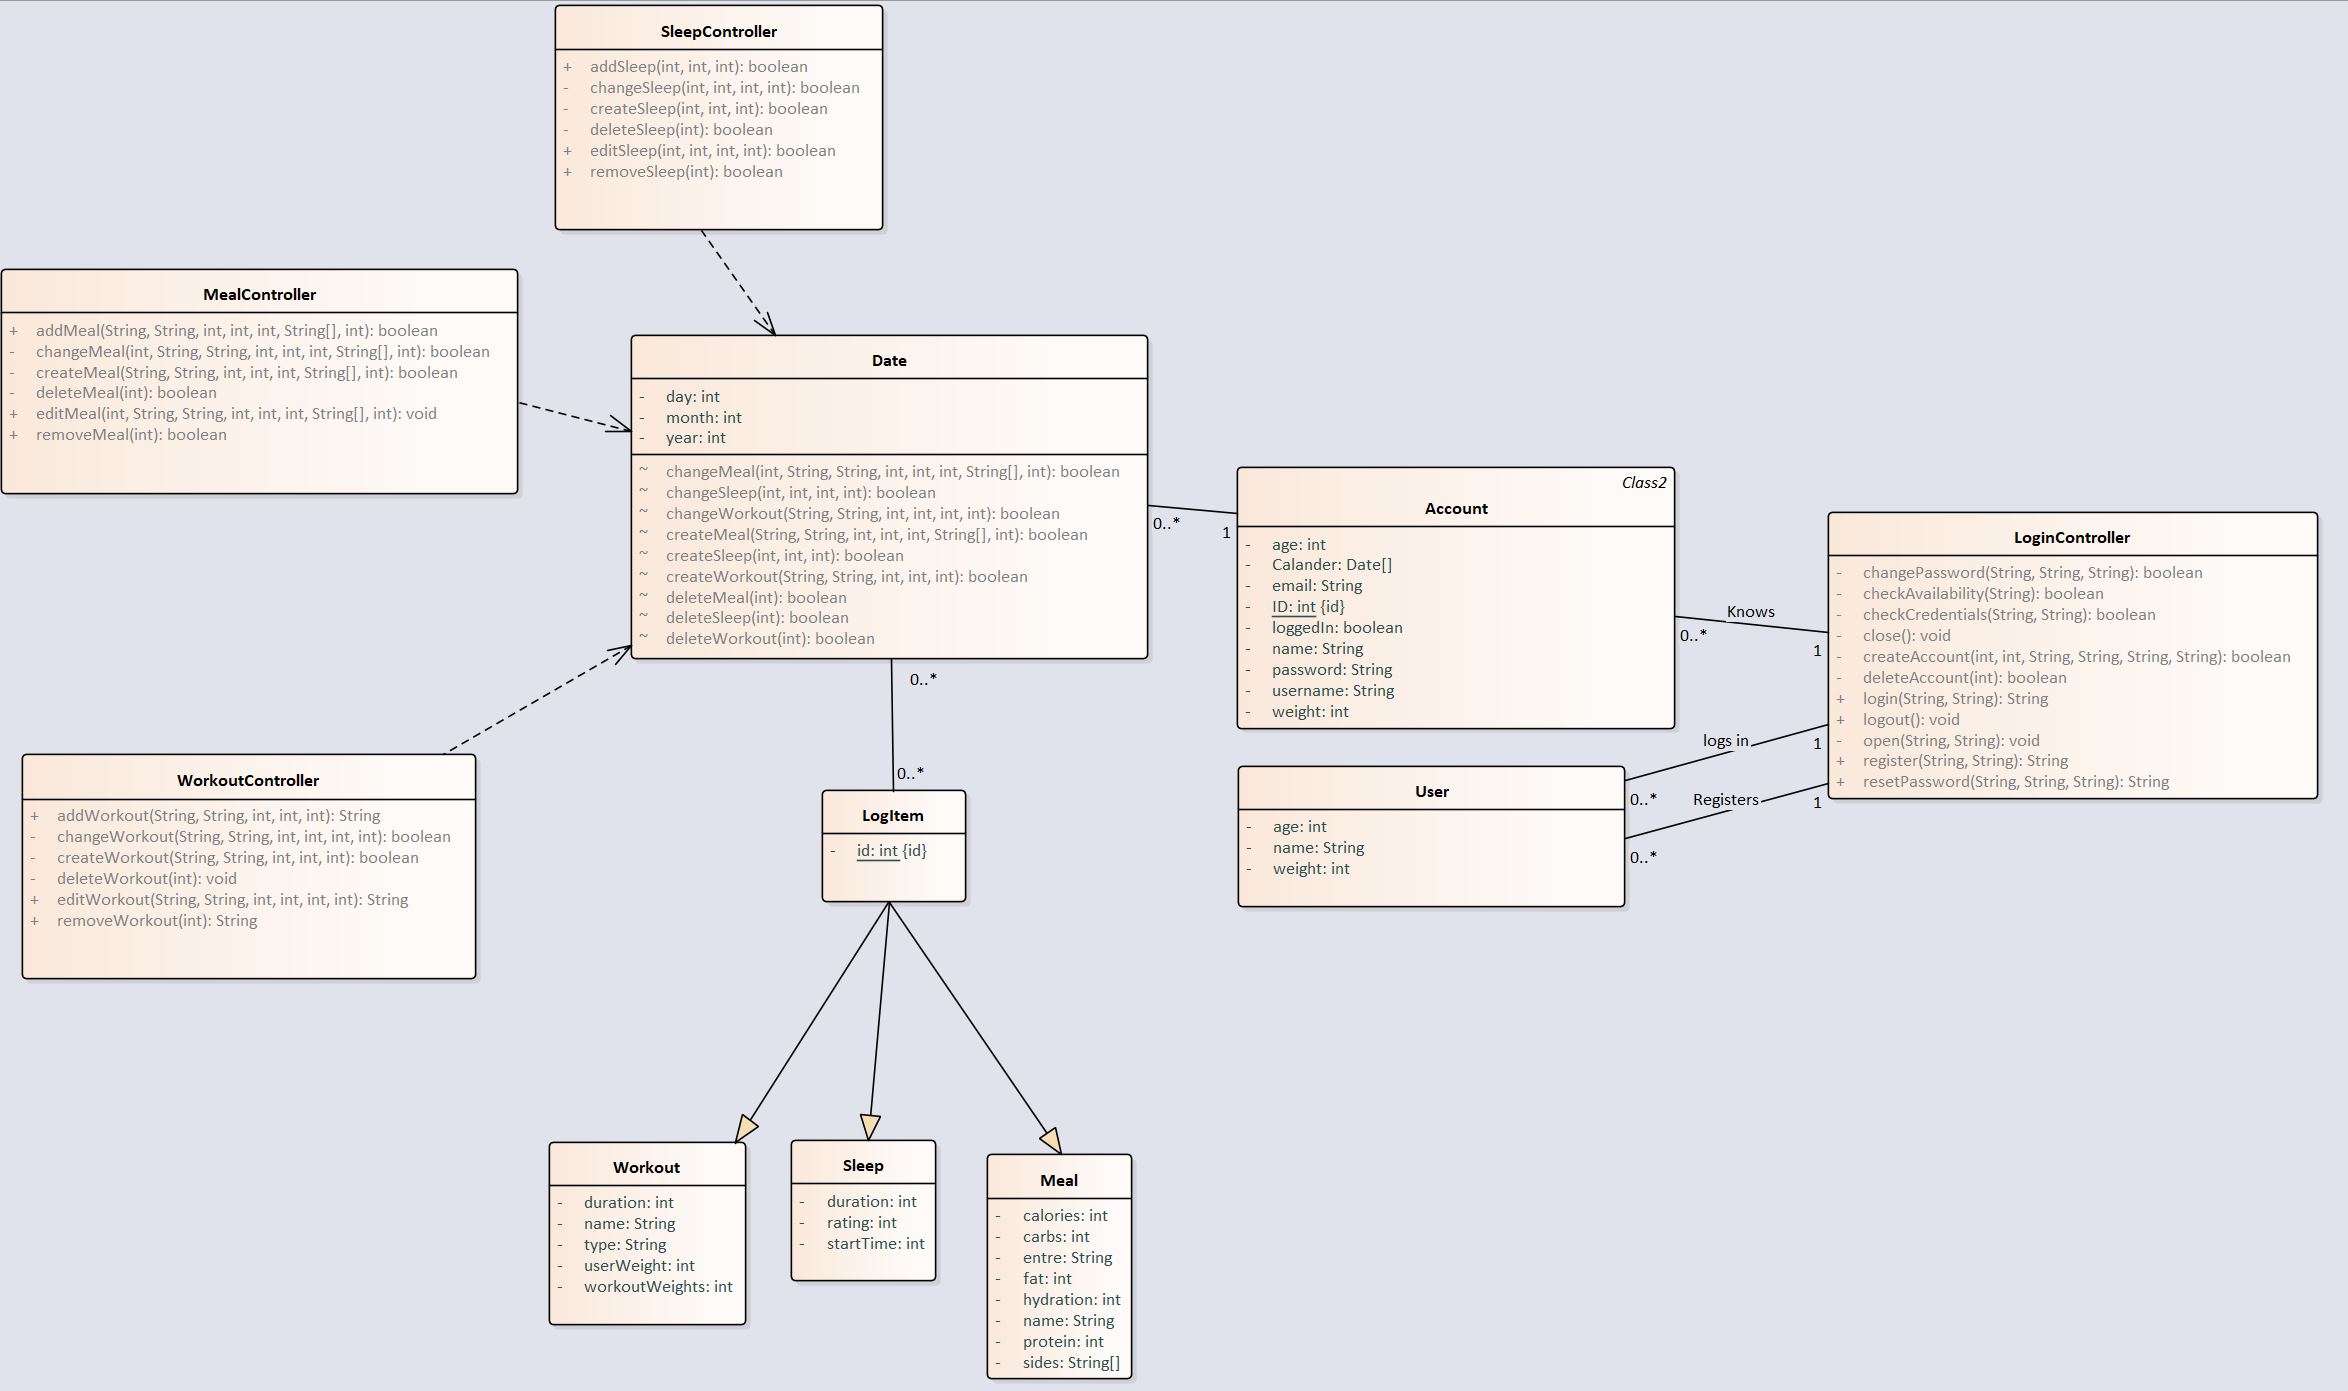 SleepController
+ addSleep(int, int, int): boolean
- changeSleep(int, int, int, int): boolean
- createSleep(int, int, int): boolean
- deleteSleep(int): boolean
+ editSleep(int, int, int, int): boolean
+ removeSleep(int): boolean
MealController
+ addMeal(String, String, int, int, int, String[], int): boolean
- changeMeal(int, String, String, int, int, int, String[], int): boolean
- createMeal(String, String, int, int, int, String[], int): boolean
- deleteMeal(int): boolean
+ editMeal(int, String, String, int, int, int, String[], int): void
+ removeMeal(int): boolean
Date
- day: int
- month: int
- year: int
~ changeMeal(int, String, String, int, int, int, String[], int): boolean
~ changeSleep(int, int, int, int): boolean
~ changeWorkout(String, String, int, int, int, int): boolean
~ createMeal(String, String, int, int, int, String[], int): boolean
~ createSleep(int, int, int): boolean
~ createWorkout(String, String, int, int, int): boolean
~ deleteMeal(int): boolean
~ deleteSleep(int): boolean
~ deleteWorkout(int): boolean
0..*
1
0..*
0..*
Class2
Account
- age: int
- Calander: Date[]
- email: String
- ID: int {id}
- loggedIn: boolean
- name: String
- password: String
- username: String
- weight: int
Knows
0..*
1
LoginController
- changePassword(String, String, String): boolean
- checkAvailability(String): boolean
- checkCredentials(String, String): boolean
- close(): void
- createAccount(int, int, String, String, String, String): boolean
- deleteAccount(int): boolean
+ login(String, String): String
+ logout(): void
- open(String, String): void
+ register(String, String): String
+ resetPassword(String, String, String): String
logs in
1
0..*
Registers
1
0..*
User
- age: int
- name: String
- weight: int
WorkoutController
+ addWorkout(String, String, int, int, int): String
- changeWorkout(String, String, int, int, int, int): boolean
- createWorkout(String, String, int, int, int): boolean
- deleteWorkout(int): void
+ editWorkout(String, String, int, int, int, int): String
+ removeWorkout(int): String
LogItem
- id: int {id}
Workout
- duration: int
- name: String
- type: String
- userWeight: int
- workoutWeights: int
Sleep
- duration: int
- rating: int
- startTime: int
Meal
- calories: int
- carbs: int
- entre: String
- fat: int
- hydration: int
- name: String
- protein: int
- sides: String[]